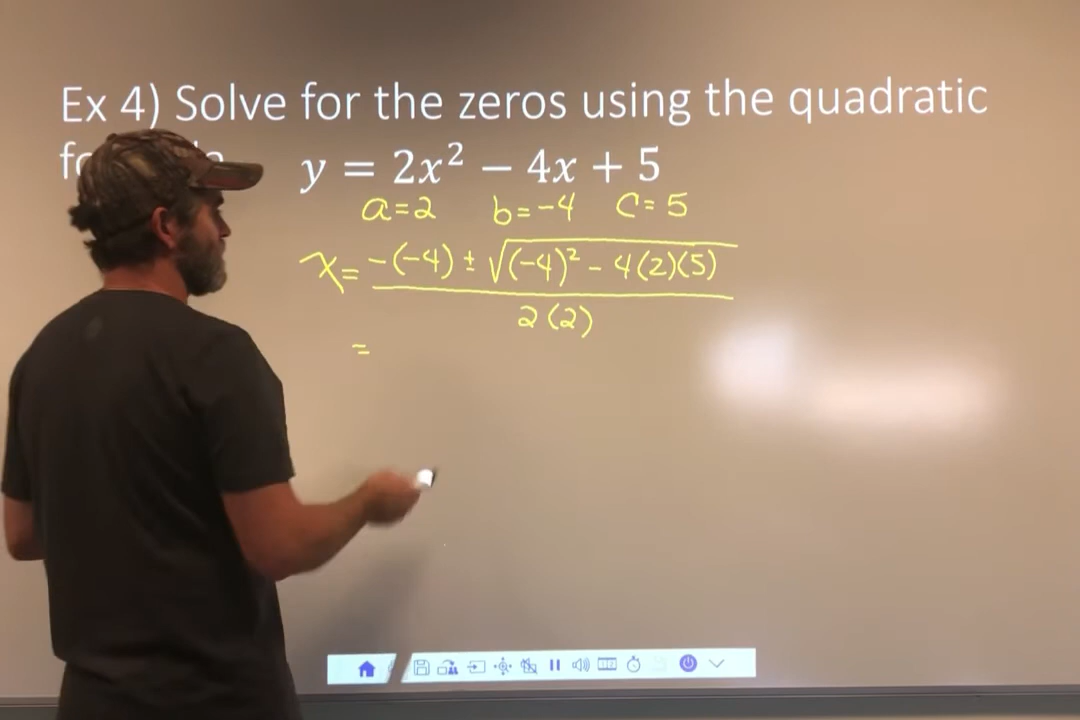 Ex 4) Solve for the zeros using the quadratic
y = 2x² − 4x + 5
a=2 b=-4 c=5
x = -(-4) ± √(-4)² - 4(2)(5)
2(2)
=